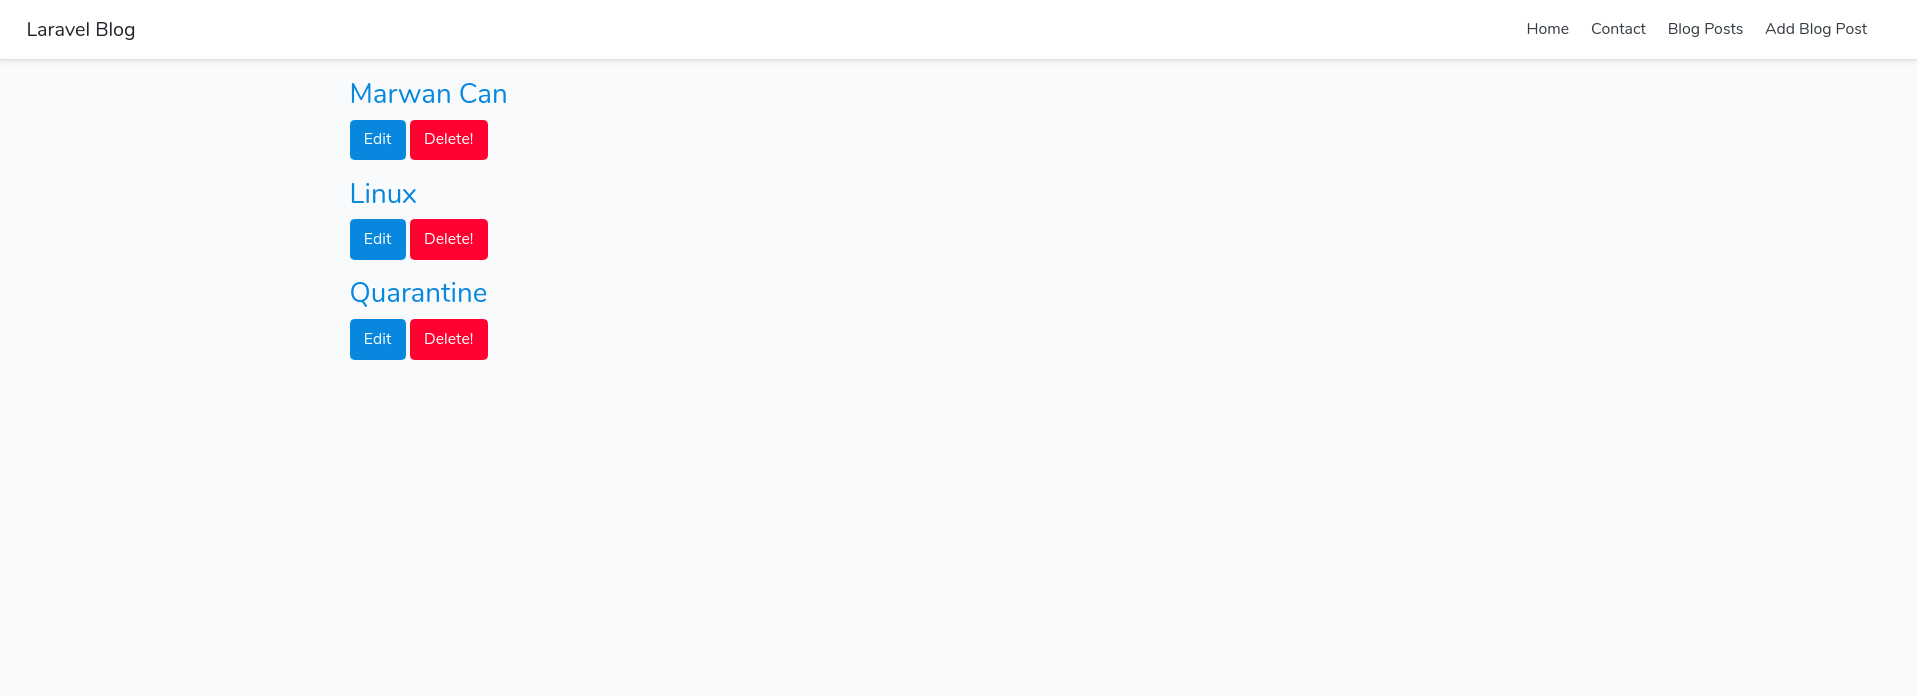 Laravel Blog
Home Contact Blog Posts Add Blog Post
Marwan Can
Edit Delete!
Linux
Edit Delete!
Quarantine
Edit Delete!